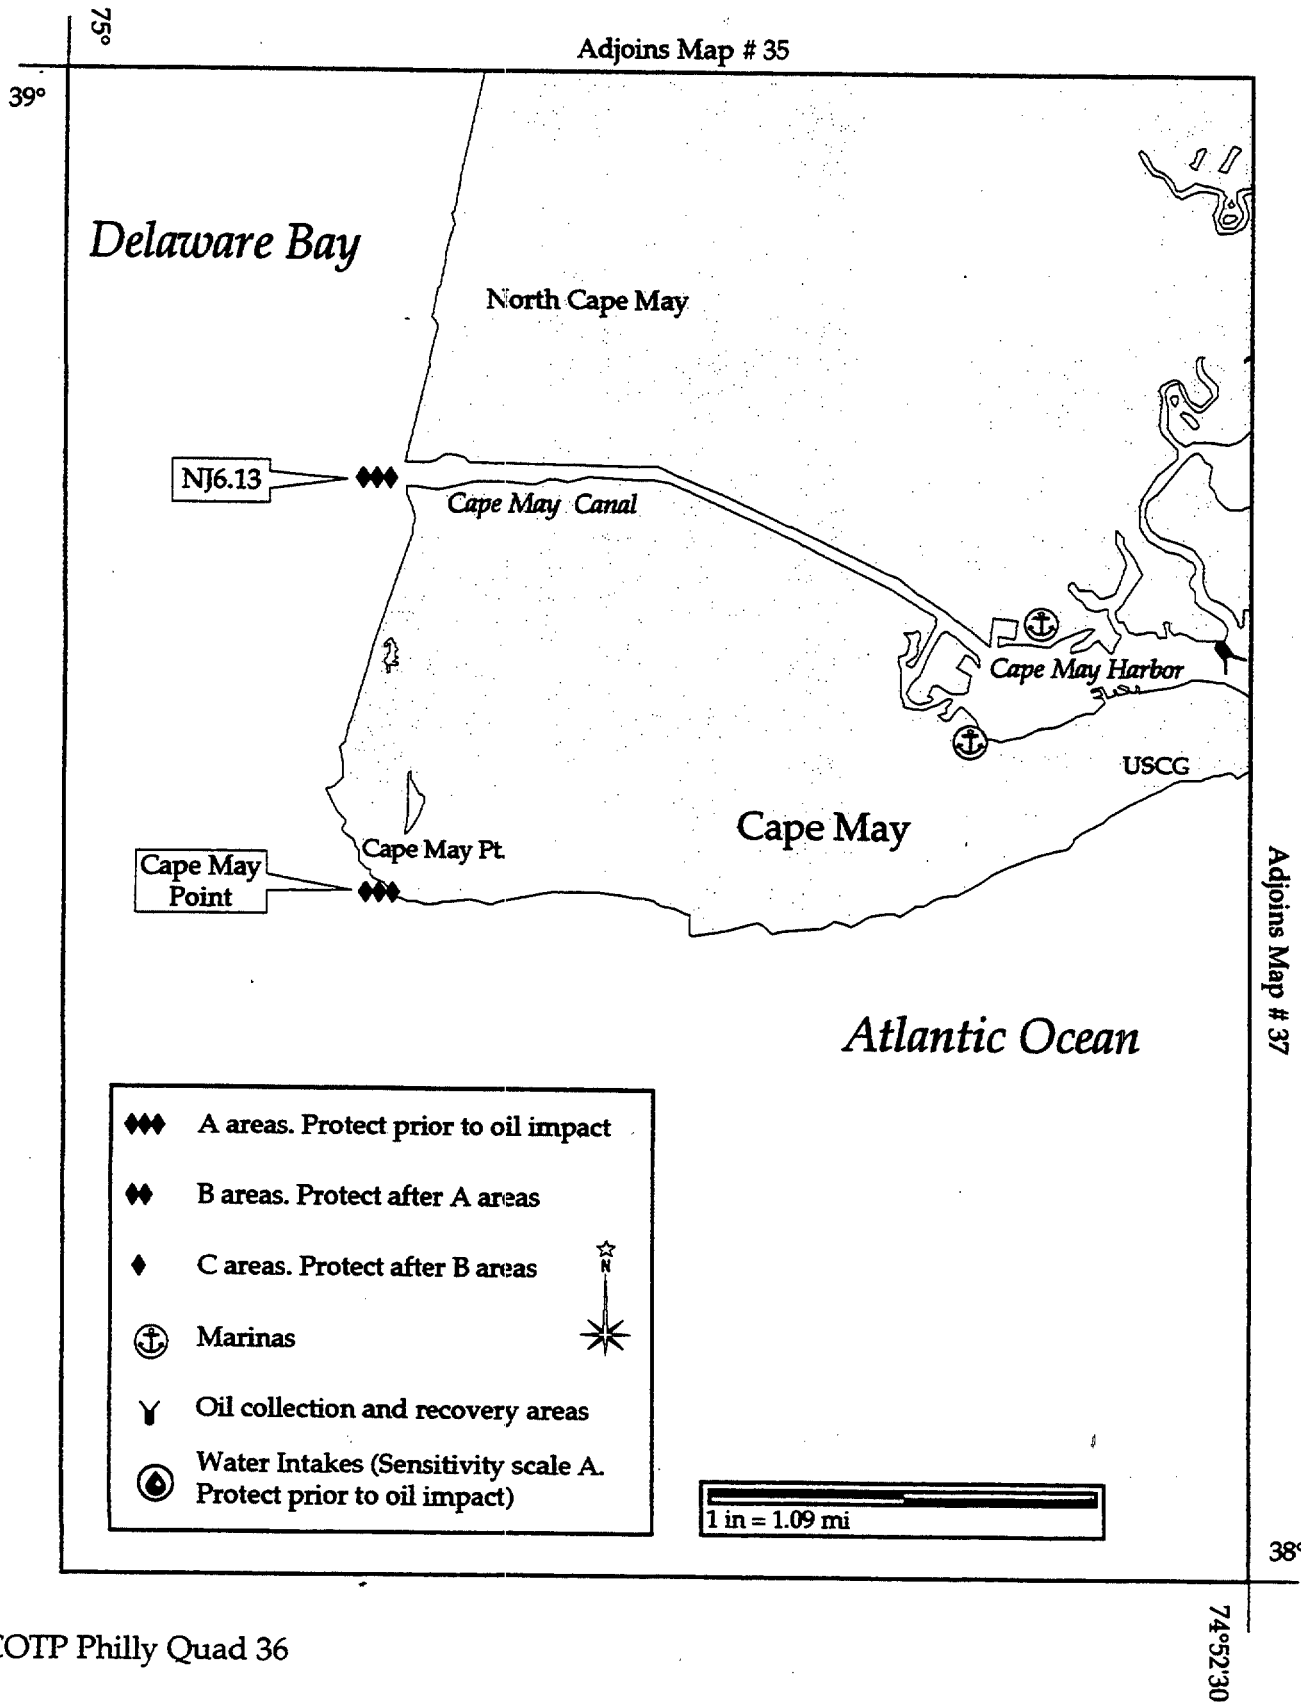 75°
Adjoins Map # 35
39°
Delaware Bay
North Cape May
NJ6.13
Cape May Canal
Cape May Harbor
USCG
Cape May
Cape May Pt.
Cape May
Point
Adjoins Map # 37
Atlantic Ocean
A areas. Protect prior to oil impact
B areas. Protect after A areas
C areas. Protect after B areas
N
Marinas
Oil collection and recovery areas
Water Intakes (Sensitivity scale A.
Protect prior to oil impact)
1 in = 1.09 mi
38°
74°52'30
COTP Philly Quad 36